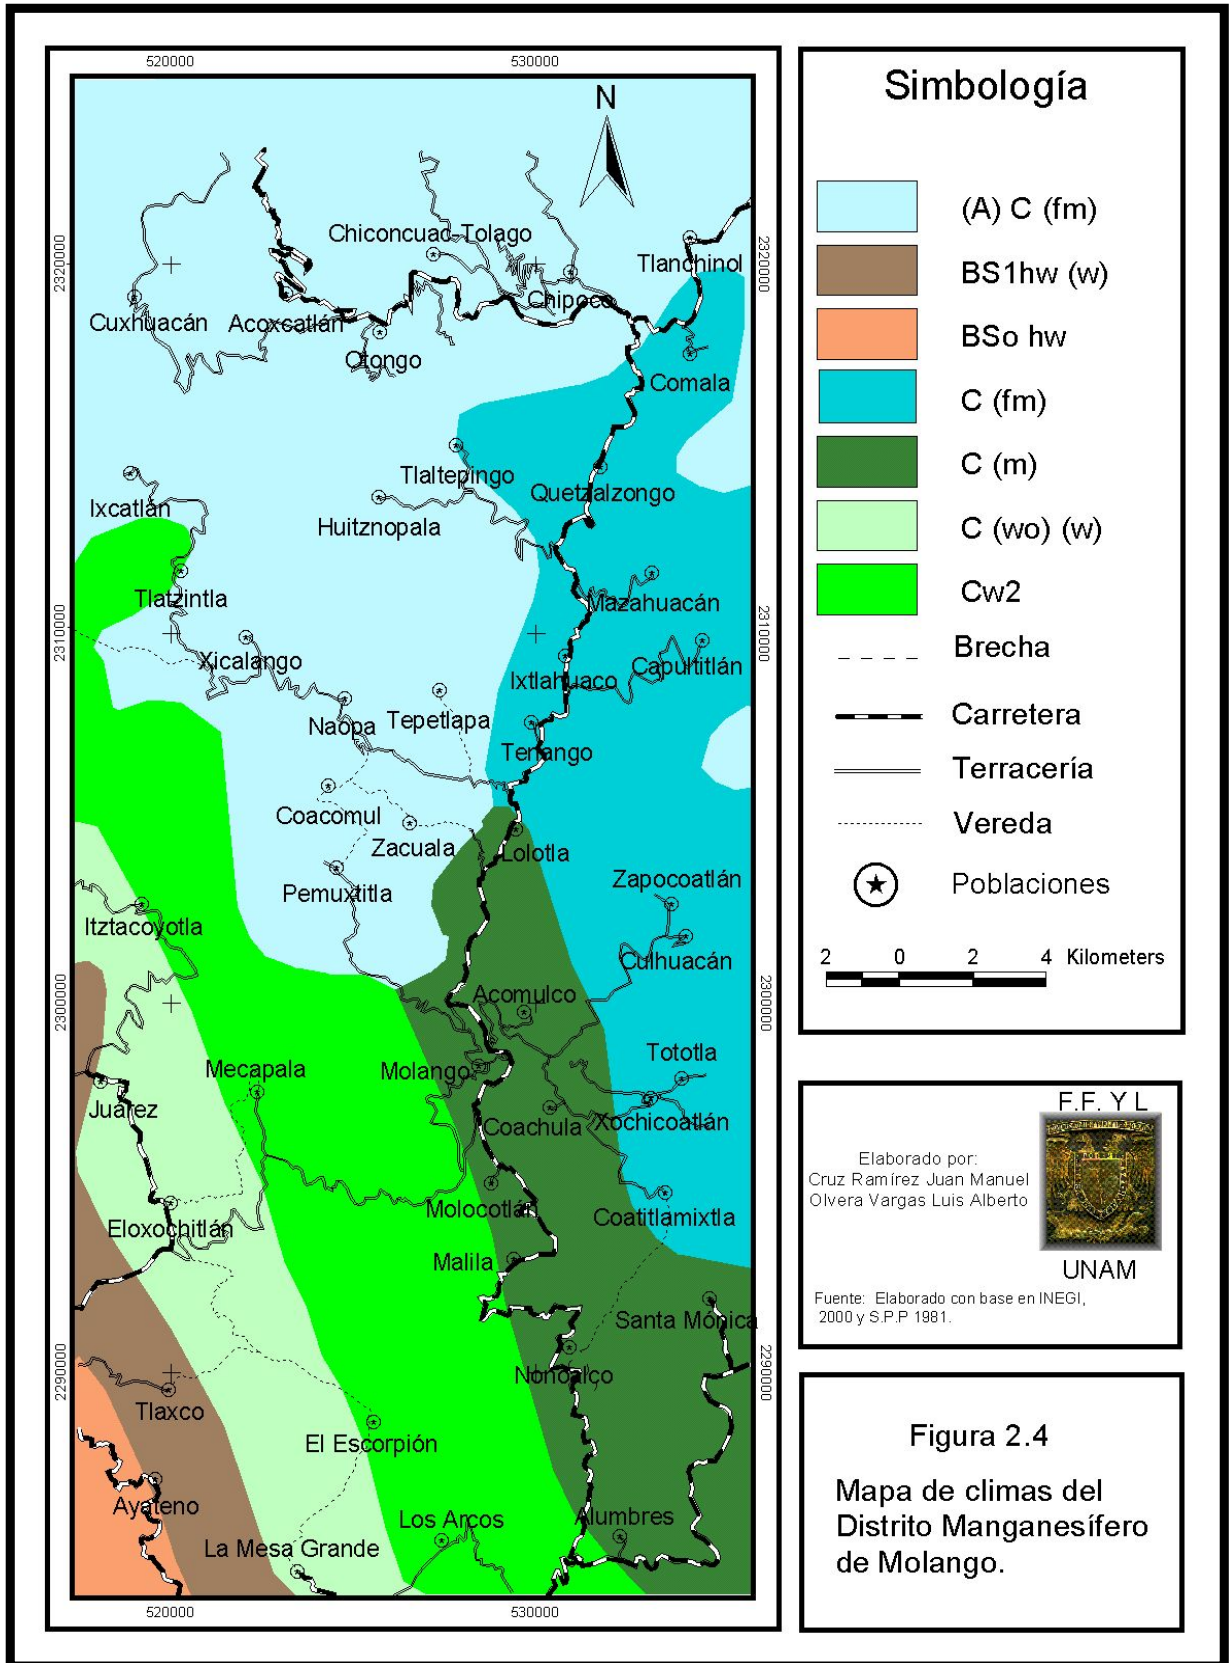 520000
530000
N
2320000
2320000
Chiconcuac-Tolago
Tlanchinol
Cuxhuacán
Acoxcatlán
Chipoco
Otongo
Comala
Tlaltepingo
Quetzalzongo
Ixcatlán
Huitznopala
Tlatzintla
Mazahuacán
2310000
2310000
Xicalango
Ixtlahuaco
Capultitlán
Naopa
Tepetlapa
Tenango
Coacomul
Zacuala
Lolotla
Pemuxtitla
Zapocoatlán
Itztacoyotla
Culhuacán
2300000
2300000
Acomulco
Mecapala
Molango
Tototla
Juárez
Coachula
Xochicoatlán
Eloxochitlán
Molocotlán
Coatitlamixtla
Malila
Santa Mónica
2290000
2290000
Nonoalco
Tlaxco
El Escorpión
Ayateno
Los Arcos
Alumbres
La Mesa Grande
520000
530000
Simbología
(A) C (fm)
BS1hw (w)
BSo hw
C (fm)
C (m)
C (wo) (w)
Cw2
Brecha
Carretera
Terracería
Vereda
Poblaciones
2 0 2 4 Kilometers
F.F. Y L
Elaborado por:
Cruz Ramírez Juan Manuel
Olvera Vargas Luis Alberto
UNAM
Fuente: Elaborado con base en INEGI,
2000 y S.P.P 1981.
Figura 2.4
Mapa de climas del
Distrito Manganesífero
de Molango.